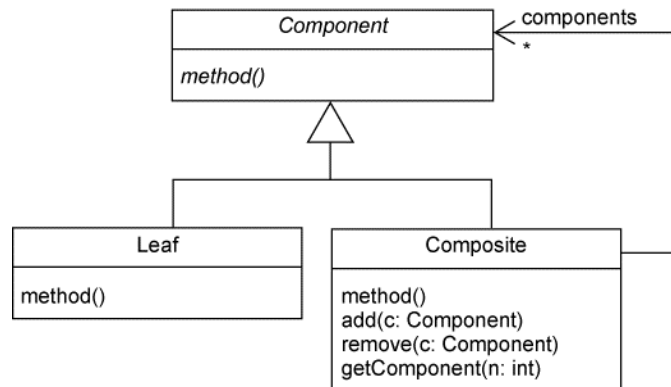 Component
components
*
method()
Leaf
Composite
method()
method()
add(c: Component)
remove(c: Component)
getComponent(n: int)